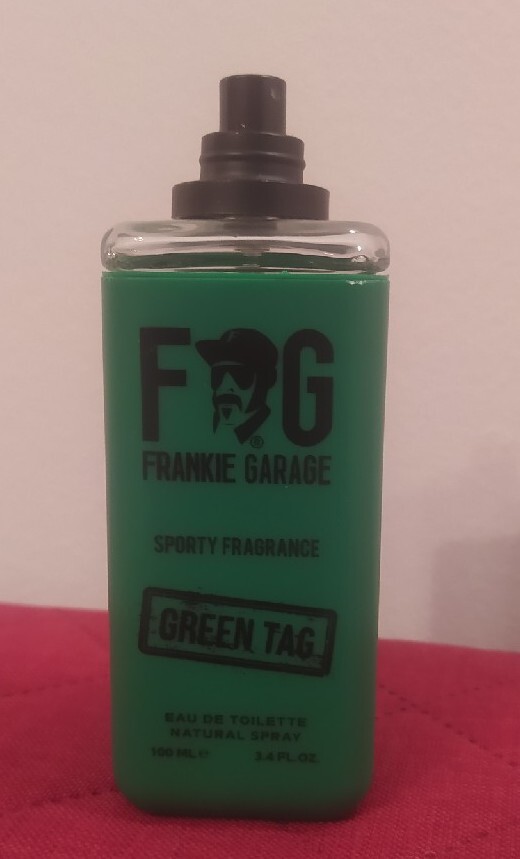 F G
®
FRANKIE GARAGE
SPORTY FRAGRANCE
GREEN TAG
EAU DE TOILETTE
NATURAL SPRAY
100 ML ℮ 3.4 FL.OZ.